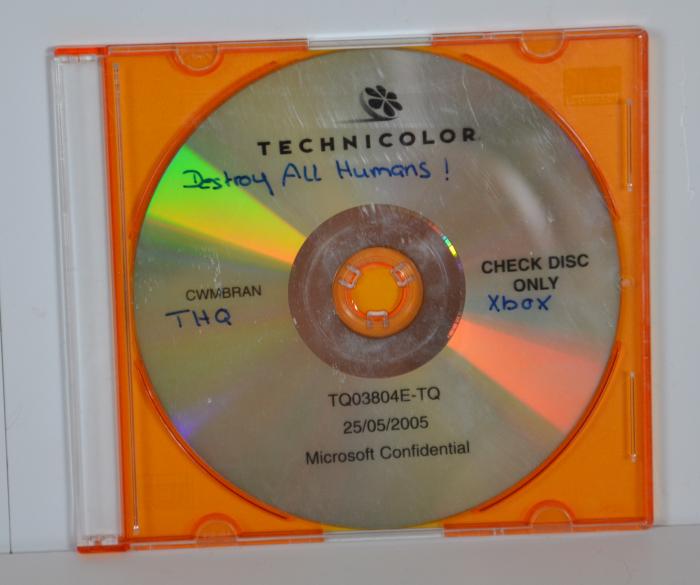 TECHNICOLOR
Destroy All Humans !
CWMBRAN
THQ
CHECK DISC
ONLY
Xbox
TQ03804E-TQ
25/05/2005
Microsoft Confidential